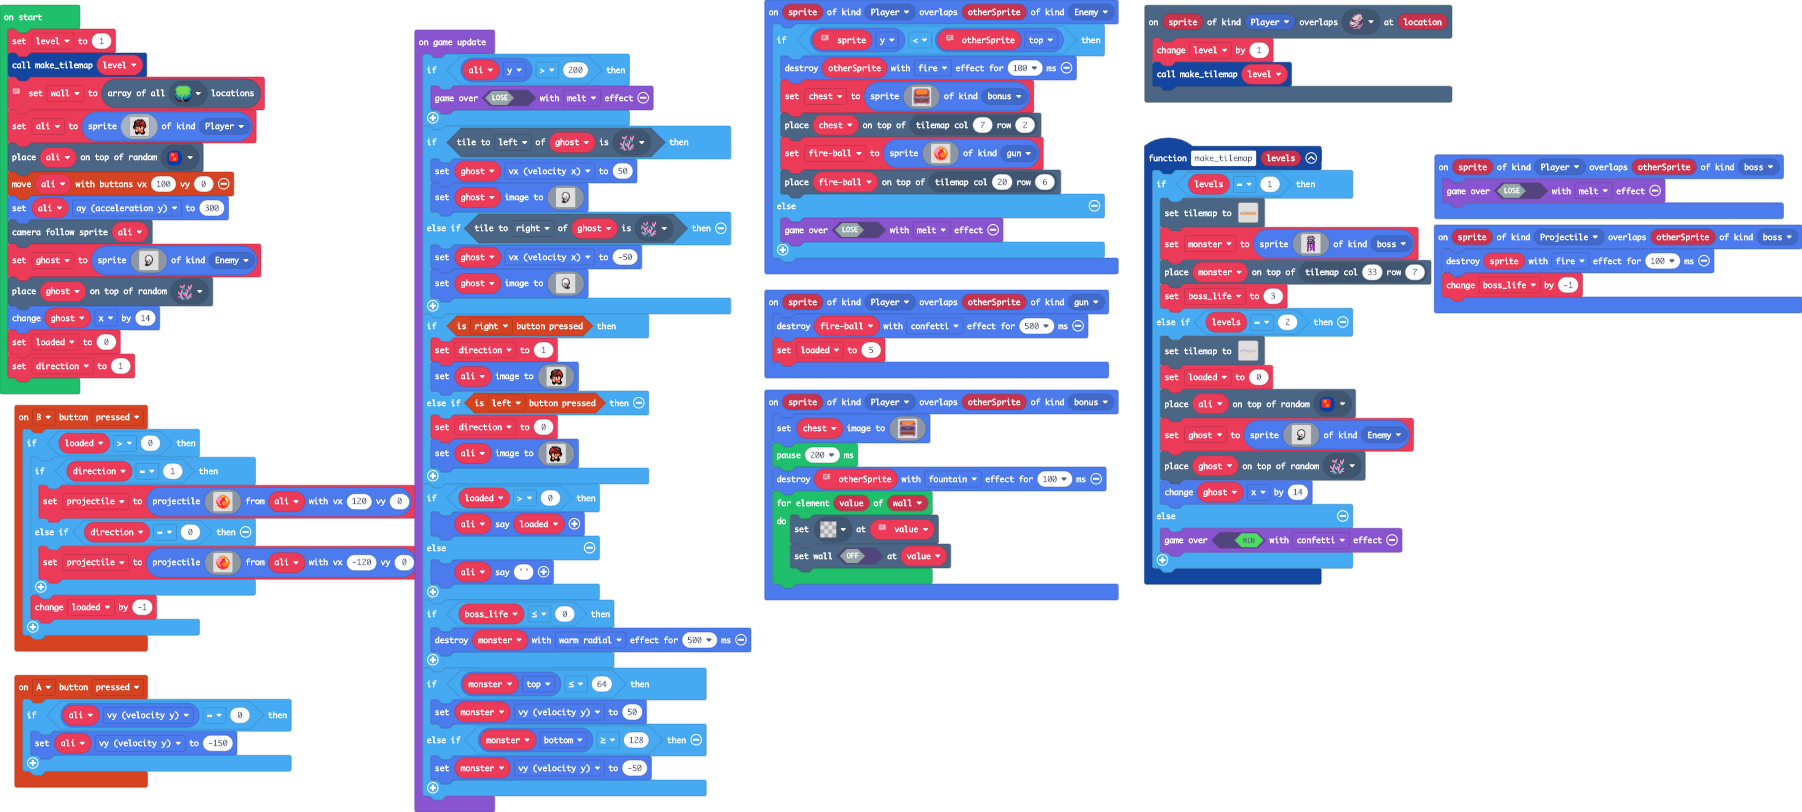 on start
set level to 1
call make_tilemap level
set wall to array of all locations
set ali to sprite of kind Player
place ali on top of random
move ali with buttons vx 100 vy 0
set ali ay (acceleration y) to 300
camera follow sprite ali
set ghost to sprite of kind Enemy
place ghost on top of random
change ghost x by 14
set loaded to 0
set direction to 1
on B button pressed
if loaded > 0 then
if direction = 1 then
set projectile to projectile from ali with vx 120 vy 0
else if direction = 0 then
set projectile to projectile from ali with vx -120 vy 0
change loaded by -1
on A button pressed
if ali vy (velocity y) = 0 then
set ali vy (velocity y) to -150
on game update
if ali y > 200 then
game over LOSE with melt effect
if tile to left of ghost is then
set ghost vx (velocity x) to 50
set ghost image to
else if tile to right of ghost is then
set ghost vx (velocity x) to -50
set ghost image to
if is right button pressed then
set direction to 1
set ali image to
else if is left button pressed then
set direction to 0
set ali image to
if loaded > 0 then
ali say loaded
else
ali say " "
if boss_life ≤ 0 then
destroy monster with warm radial effect for 500 ms
if monster top ≤ 64 then
set monster vy (velocity y) to 50
else if monster bottom ≥ 128 then
set monster vy (velocity y) to -50
on sprite of kind Player overlaps otherSprite of kind Enemy
if sprite y < otherSprite top then
destroy otherSprite with fire effect for 100 ms
set chest to sprite of kind bonus
place chest on top of tilemap col 7 row 2
set fire-ball to sprite of kind gun
place fire-ball on top of tilemap col 20 row 6
else
game over LOSE with melt effect
on sprite of kind Player overlaps otherSprite of kind gun
destroy fire-ball with confetti effect for 500 ms
set loaded to 5
on sprite of kind Player overlaps otherSprite of kind bonus
set chest image to
pause 200 ms
destroy otherSprite with fountain effect for 100 ms
for element value of wall
do set at value
set wall OFF at value
on sprite of kind Player overlaps at location
change level by 1
call make_tilemap level
function make_tilemap levels
if levels = 1 then
set tilemap to
set monster to sprite of kind boss
place monster on top of tilemap col 33 row 7
set boss_life to 3
else if levels = 2 then
set tilemap to
set loaded to 0
place ali on top of random
set ghost to sprite of kind Enemy
place ghost on top of random
change ghost x by 14
else
game over WIN with confetti effect
on sprite of kind Player overlaps otherSprite of kind boss
game over LOSE with melt effect
on sprite of kind Projectile overlaps otherSprite of kind boss
destroy sprite with fire effect for 100 ms
change boss_life by -1